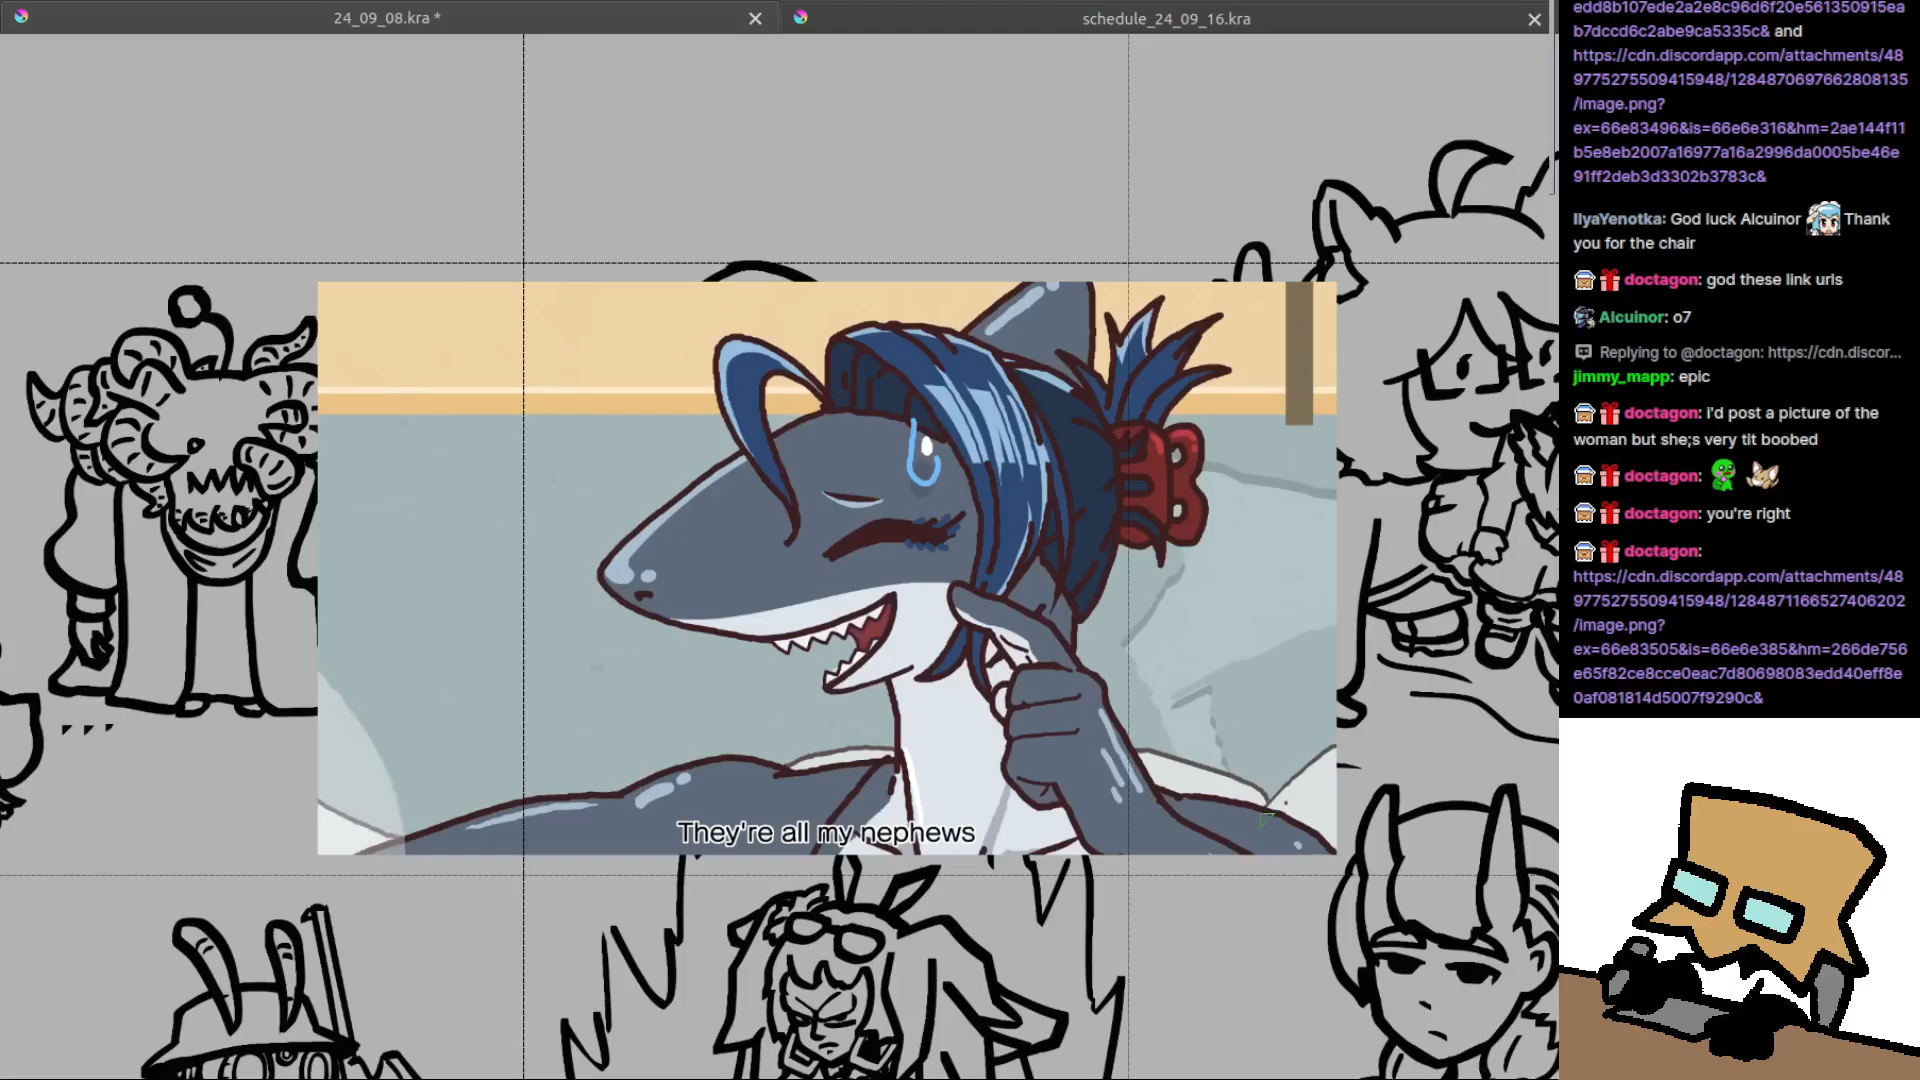 24_09_08.kra *
schedule_24_09_16.kra
edd8b107ede2a2e8c96d6f20e561350915ea
b7dccd6c2abe9ca5335c& and
https://cdn.discordapp.com/attachments/48
9775275509415948/1284870697662808135
/image.png?
ex=66e83496&is=66e6e316&hm=2ae144f11
b5e8eb2007a16977a16a2996da0005be46e
91ff2deb3d3302b3783c&
IlyaYenotka: God luck Alcuinor Thank
you for the chair
doctagon: god these link urls
Alcuinor: o7
Replying to @doctagon: https://cdn.discor...
jimmy_mapp: epic
doctagon: i'd post a picture of the
woman but she;s very tit boobed
doctagon:
doctagon: you're right
doctagon:
https://cdn.discordapp.com/attachments/48
9775275509415948/1284871166527406202
/image.png?
ex=66e83505&is=66e6e385&hm=266de756
e65f82ce8cce0eac7d80698083edd40eff8e
0af081814d5007f9290c&
They're all my nephews